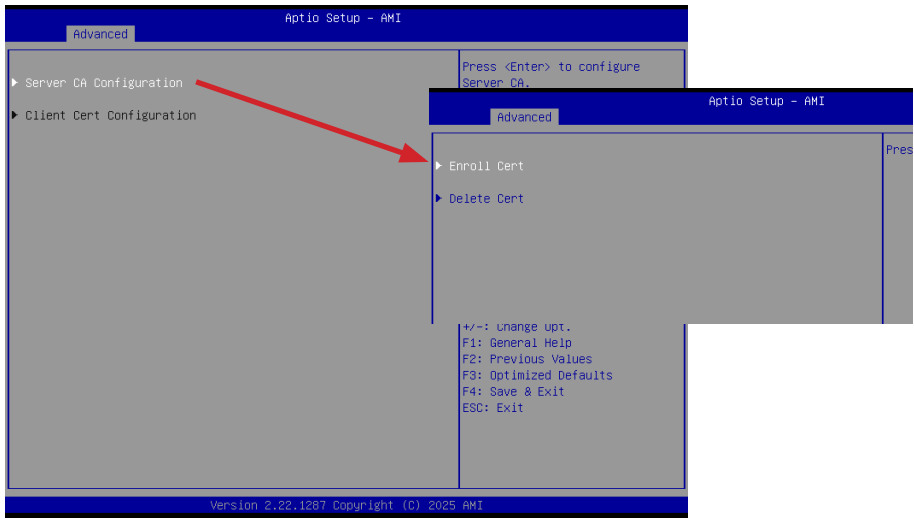 Aptio Setup – AMI
Advanced
Server CA Configuration
Client Cert Configuration
Press <Enter> to configure
Server CA.
Aptio Setup – AMI
Advanced
Enroll Cert
Delete Cert
+/-: Change Opt.
F1: General Help
F2: Previous Values
F3: Optimized Defaults
F4: Save & Exit
ESC: Exit
Version 2.22.1287 Copyright (C) 2025 AMI